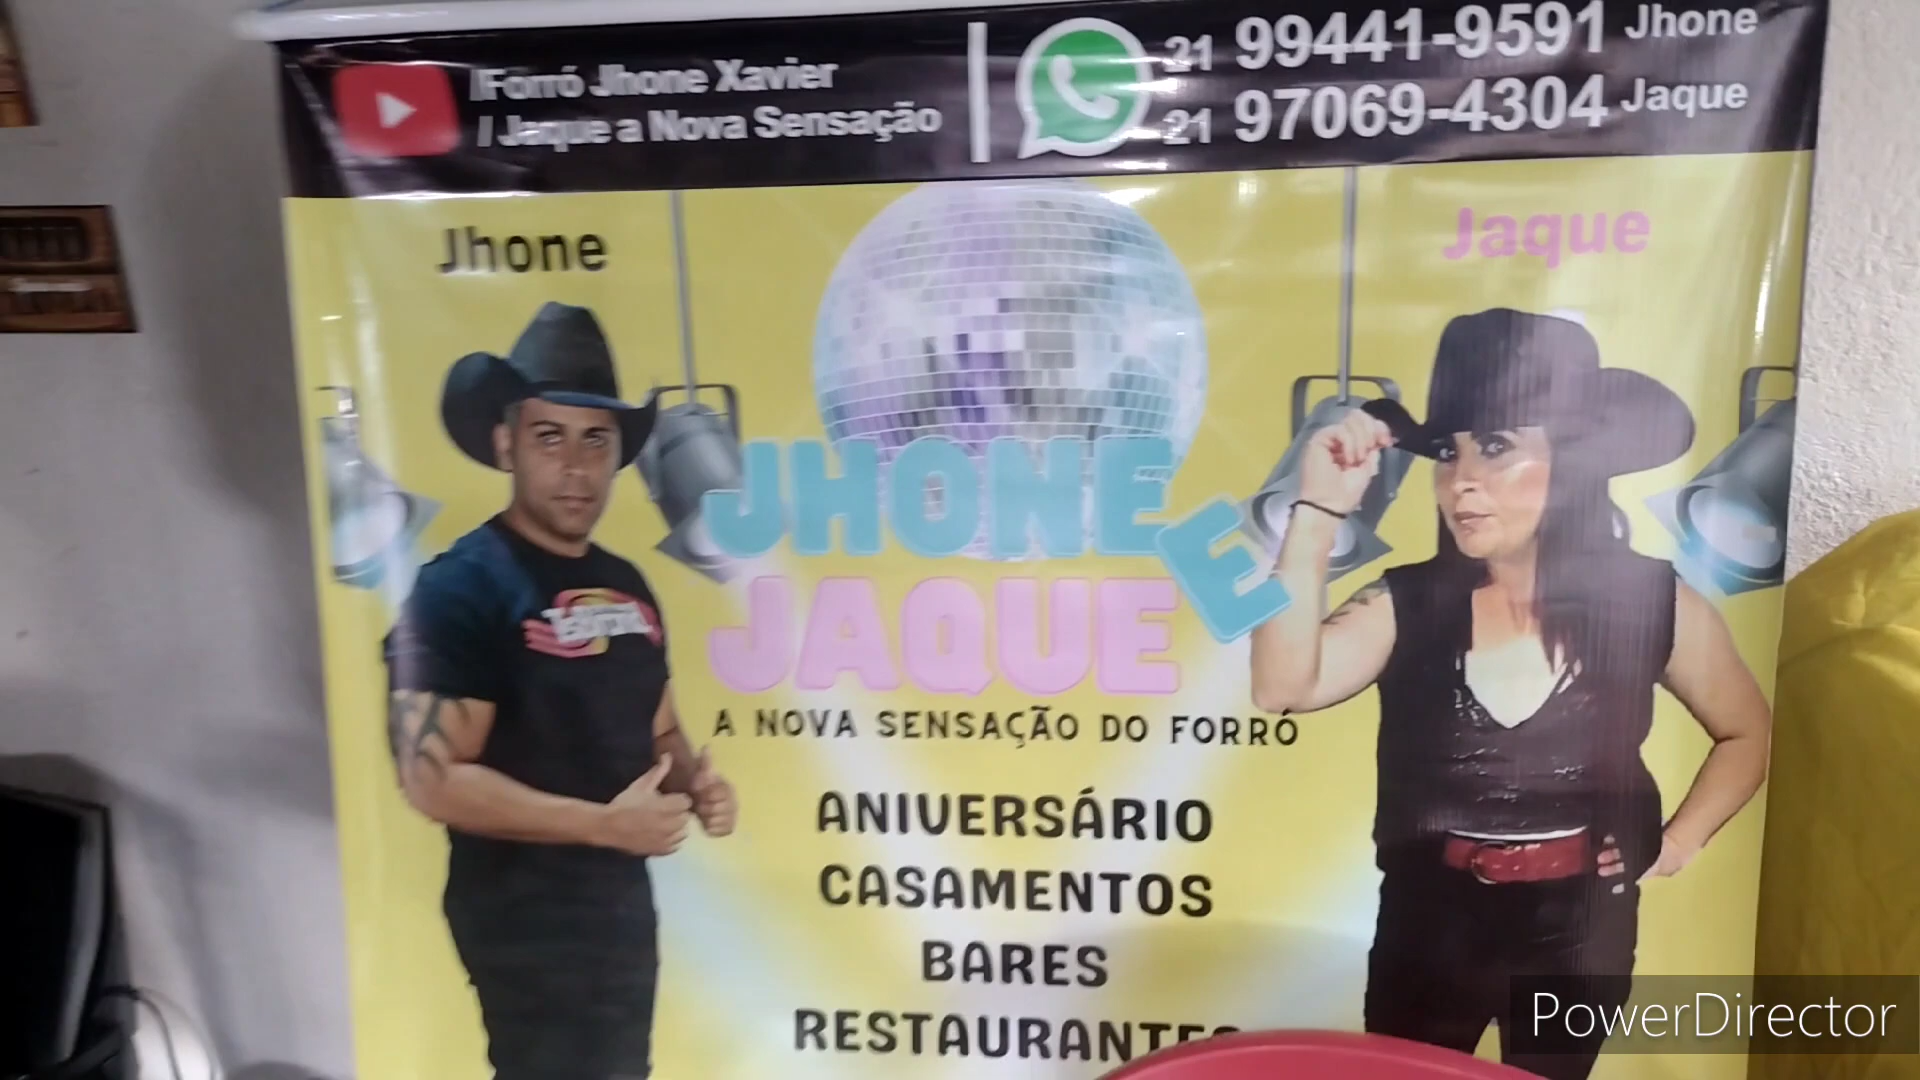 /Forró Jhone Xavier
/ Jaque a Nova Sensação
21 99441-9591 Jhone
21 97069-4304 Jaque
Jhone
Jaque
JHONE
E
JAQUE
A NOVA SENSAÇÃO DO FORRÓ
ANIVERSÁRIO
CASAMENTOS
BARES
RESTAURANTES
PowerDirector